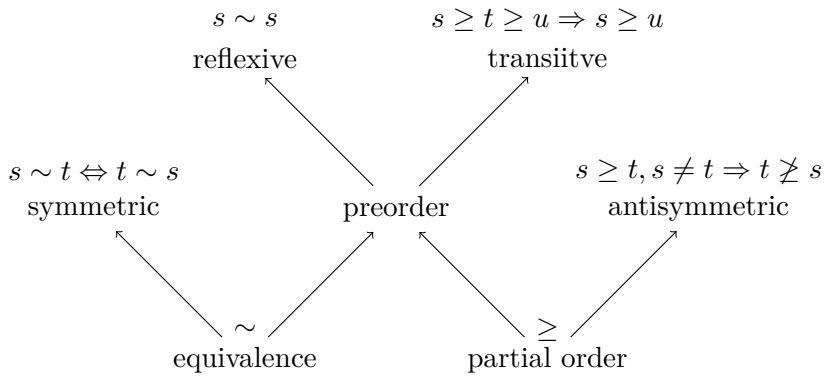 s ∼ s
s ≥ t ≥ u ⇒ s ≥ u
reflexive
transiitve
s ∼ t ⇔ t ∼ s
s ≥ t, s ≠ t ⇒ t ≱ s
symmetric
preorder
antisymmetric
∼
≥
equivalence
partial order